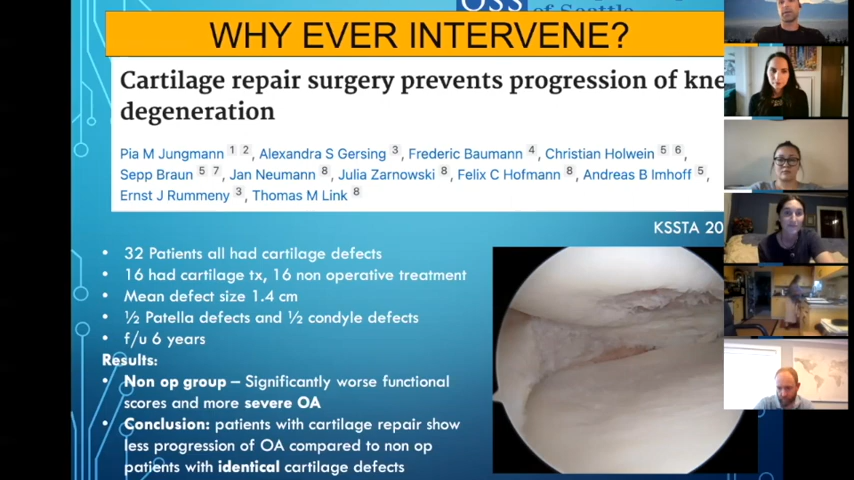 OSS
of Seattle
WHY EVER INTERVENE?
Cartilage repair surgery prevents progression of kne
degeneration
Pia M Jungmann 1 2, Alexandra S Gersing 3, Frederic Baumann 4, Christian Holwein 5 6,
Sepp Braun 5 7, Jan Neumann 8, Julia Zarnowski 8, Felix C Hofmann 8, Andreas B Imhoff 5,
Ernst J Rummeny 3, Thomas M Link 8
KSSTA 20
• 32 Patients all had cartilage defects
• 16 had cartilage tx, 16 non operative treatment
• Mean defect size 1.4 cm
• ½ Patella defects and ½ condyle defects
• f/u 6 years
Results:
• Non op group – Significantly worse functional
scores and more severe OA
• Conclusion: patients with cartilage repair show
less progression of OA compared to non op
patients with identical cartilage defects